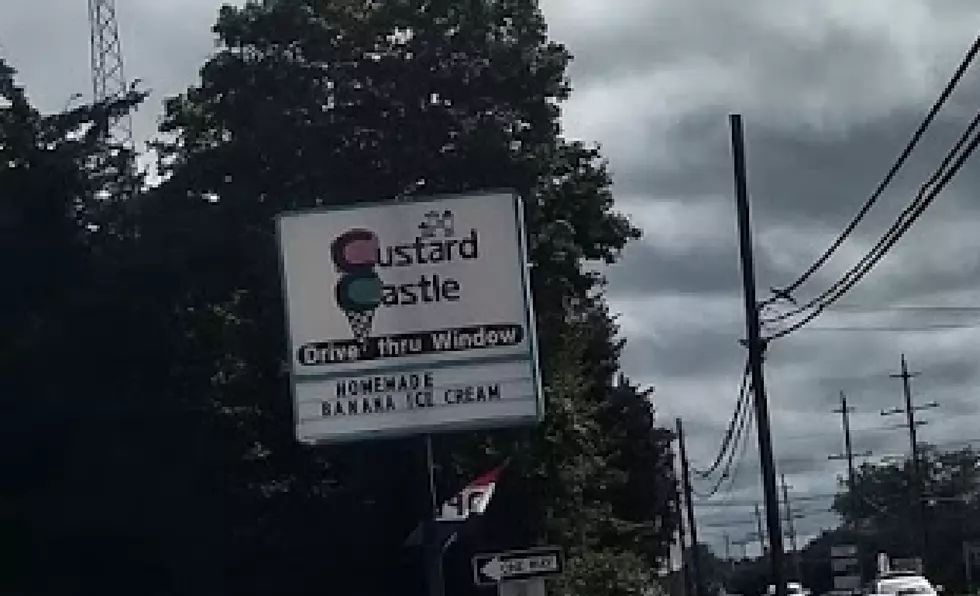 Custard
Castle
Drive thru Window
HOMEMADE
BANANA ICE CREAM
ONE WAY